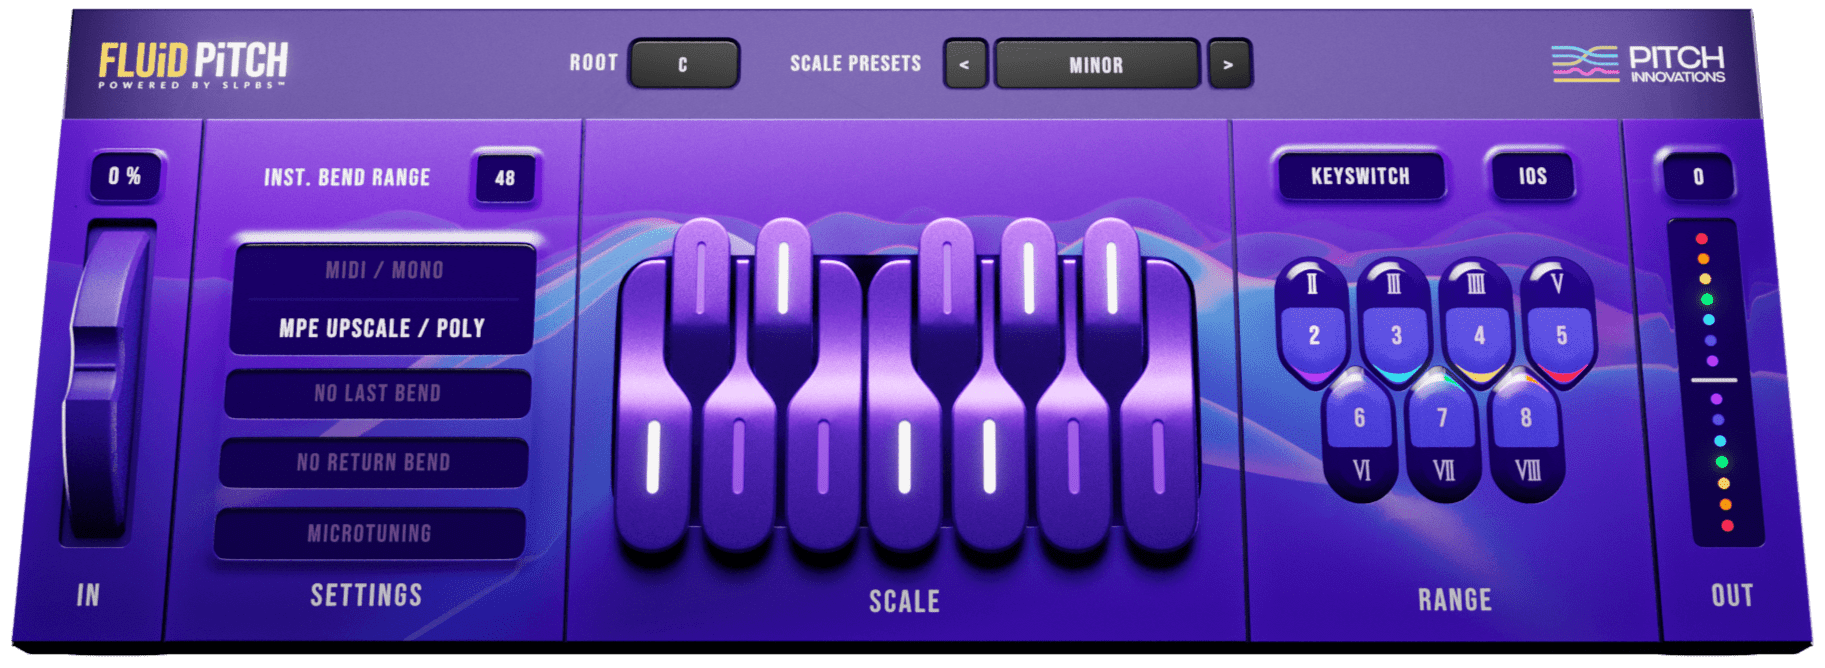 FLUiD PiTCH
POWERED BY SLPBS™
ROOT
C
SCALE PRESETS
<
MINOR
>
PITCH
INNOVATIONS
0 %
IN
INST. BEND RANGE
48
MIDI / MONO
MPE UPSCALE / POLY
NO LAST BEND
NO RETURN BEND
MICROTUNING
SETTINGS
SCALE
KEYSWITCH
IOS
II
III
IIII
V
2
3
4
5
6
7
8
VI
VII
VIII
RANGE
0
OUT